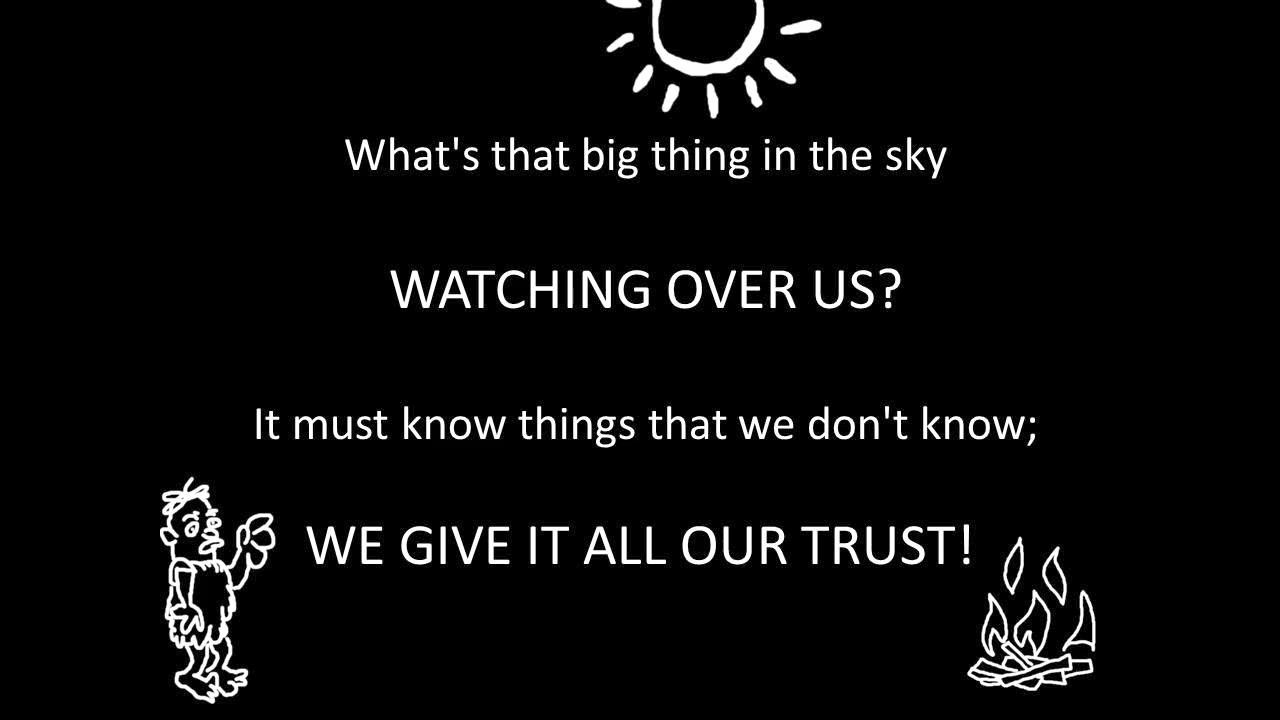 What's that big thing in the sky
WATCHING OVER US?
It must know things that we don't know;
WE GIVE IT ALL OUR TRUST!